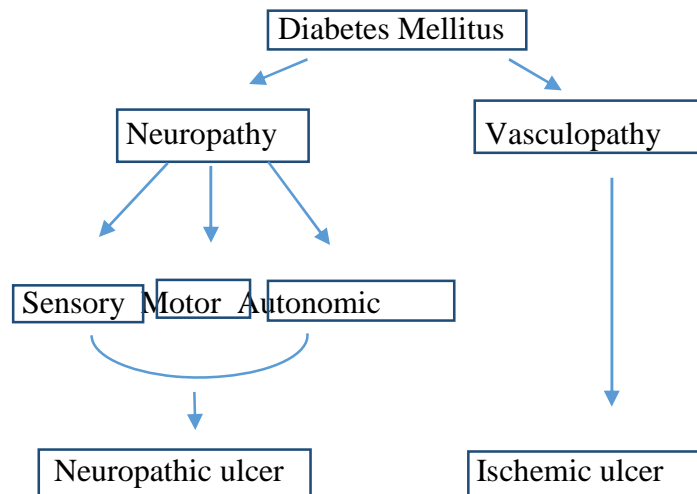 Diabetes Mellitus
Neuropathy Vasculopathy
Sensory Motor Autonomic
Neuropathic ulcer Ischemic ulcer